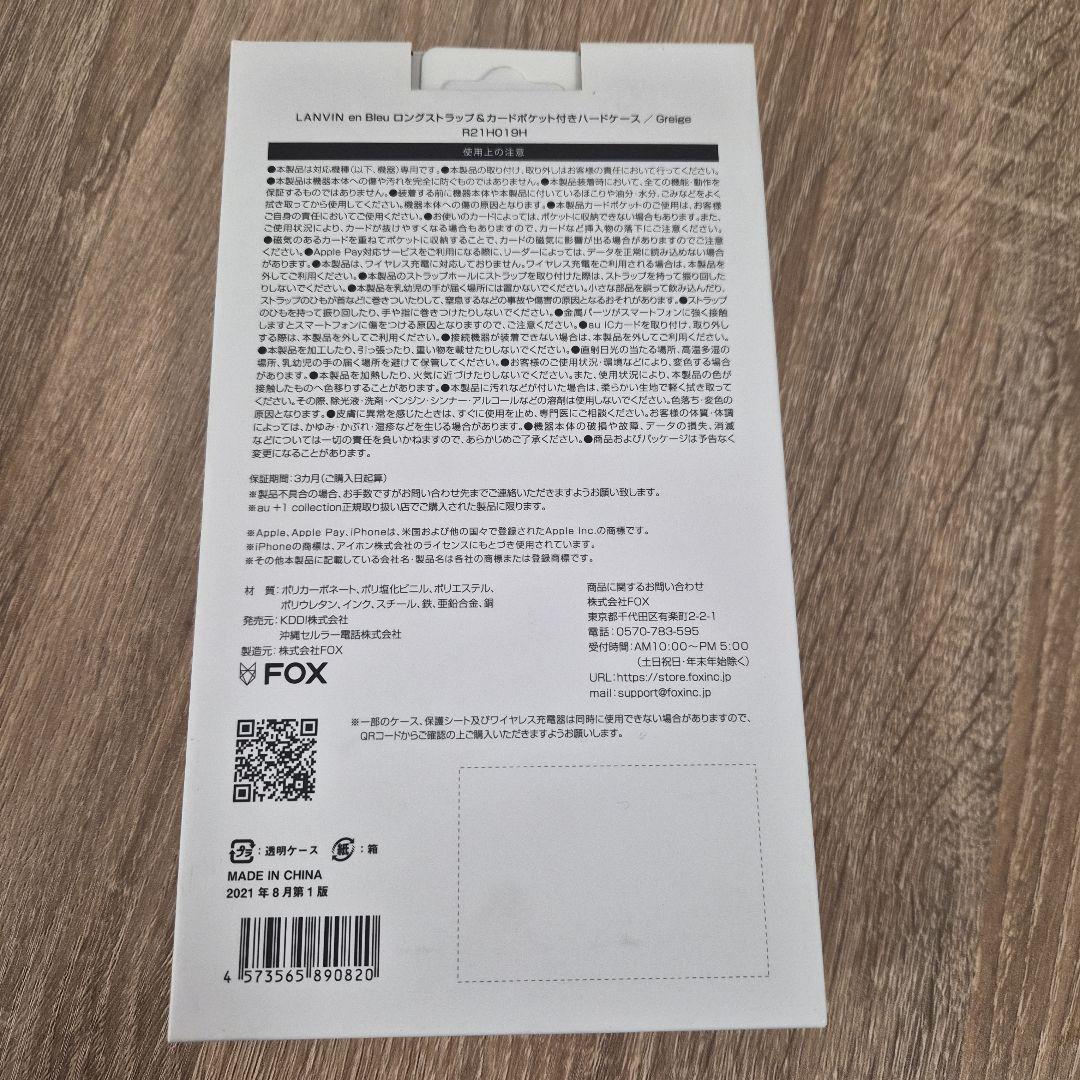 LANVIN en Bleu ロングストラップ＆カードポケット付きハードケース ／ Greige
R21H019H
使用上の注意
●本製品は対応機種（以下、機器）専用です。●本製品の取り付け、取り外しはお客様の責任において行ってください。
●本製品は機器本体への傷や汚れを完全に防ぐものではありません。●本製品装着時において、全ての機能・動作を
保証するものではありません。●装着する前に機器本体や本製品に付いているほこりや油分・水分、ごみなどをよく
拭き取ってから使用してください。機器本体への傷の原因となります。●本製品カードポケットのご使用は、お客様
ご自身の責任においてご使用ください。●お使いのカードによっては、ポケットに収納できない場合もあります。また、
ご使用状況により、カードが抜けやすくなる場合もありますので、カードなど挿入物の落下にご注意ください。
●磁気のあるカードを重ねてポケットに収納することで、カードの磁気に影響が出る場合がありますのでご注意
ください。●Apple Pay対応サービスをご利用になる際に、リーダーによっては、データを正常に読み込めない場合
があります。●本製品は、ワイヤレス充電に対応しておりません。ワイヤレス充電をご利用される場合は、本製品を
外してご利用ください。●本製品のストラップホールにストラップを取り付けた際は、ストラップを持って振り回した
りしないでください。●本製品を乳幼児の手が届く場所には置かないでください。小さな部品を誤って飲み込んだり、
ストラップのひもが首などに巻きついたりして、窒息するなどの事故や傷害の原因となるおそれがあります。●ストラップ
のひもを持って振り回したり、手や指に巻きつけたりしないでください。●金属パーツがスマートフォンに強く接触
しますとスマートフォンに傷をつける原因となりますので、ご注意ください。●au ICカードを取り付け、取り外し
する際は、本製品を外してご利用ください。●接続機器が装着できない場合は、本製品を外してご利用ください。
●本製品を加工したり、引っ張ったり、重い物を載せたりしないでください。●直射日光の当たる場所、高温多湿の
場所、乳幼児の手の届く場所を避けて保管してください。●お客様のご使用状況・環境などにより、変色する場合
があります。●本製品を加熱したり、火気に近づけたりしないでください。また、使用状況により、本製品の色が
接触したものへ色移りすることがあります。●本製品に汚れなどが付いた場合は、柔らかい生地で軽く拭き取って
ください。その際、除光液・洗剤・ベンジン・シンナー・アルコールなどの溶剤は使用しないでください。色落ち・変色の
原因となります。●皮膚に異常を感じたときは、すぐに使用を止め、専門医にご相談ください。お客様の体質・体調
によっては、かゆみ・かぶれ・湿疹などを生じる場合があります。●機器本体の破損や故障、データの損失、消滅
などについては一切の責任を負いかねますので、あらかじめご了承ください。●商品およびパッケージは予告なく
変更になることがあります。
保証期間：3カ月（ご購入日起算）
※製品不具合の場合、お手数ですがお問い合わせ先までご連絡いただきますようお願い致します。
※au +1 collection正規取り扱い店でご購入された製品に限ります。
※Apple、Apple Pay、iPhoneは、米国および他の国々で登録されたApple Inc.の商標です。
※iPhoneの商標は、アイホン株式会社のライセンスにもとづき使用されています。
※その他本製品に記載している会社名・製品名は各社の商標または登録商標です。
材 質：ポリカーボネート、ポリ塩化ビニル、ポリエステル、
ポリウレタン、インク、スチール、鉄、亜鉛合金、銅
発売元：KDDI株式会社
沖縄セルラー電話株式会社
製造元：株式会社FOX
FOX
商品に関するお問い合わせ
株式会社FOX
東京都千代田区有楽町2-2-1
電話：0570-783-595
受付時間：AM10:00〜PM 5:00
（土日祝日・年末年始除く）
URL：https://store.foxinc.jp
mail：support@foxinc.jp
※一部のケース、保護シート及びワイヤレス充電器は同時に使用できない場合がありますので、
QRコードからご確認の上ご購入いただきますようお願いします。
プラ：透明ケース 紙：箱
MADE IN CHINA
2021 年 8 月第 1 版
4 573565 890820